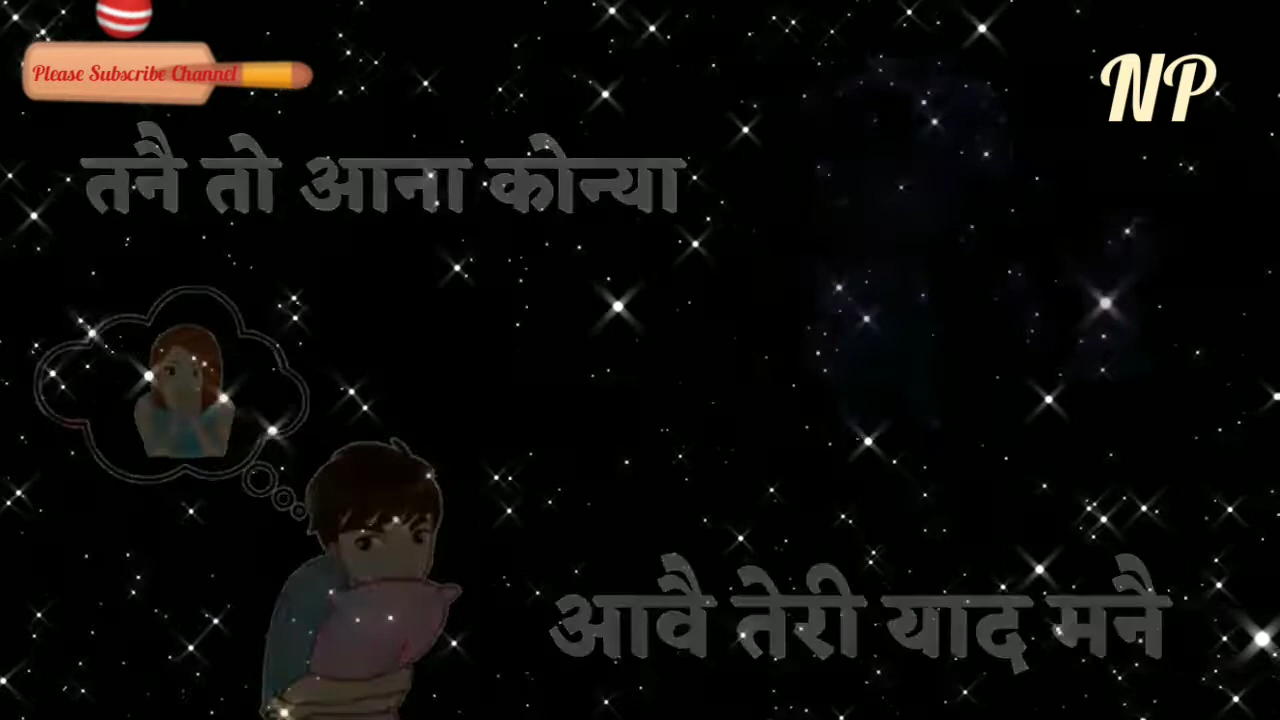 Please Subscribe Channel
NP
तनै तो आना कोन्या
आवै तेरी याद मनै